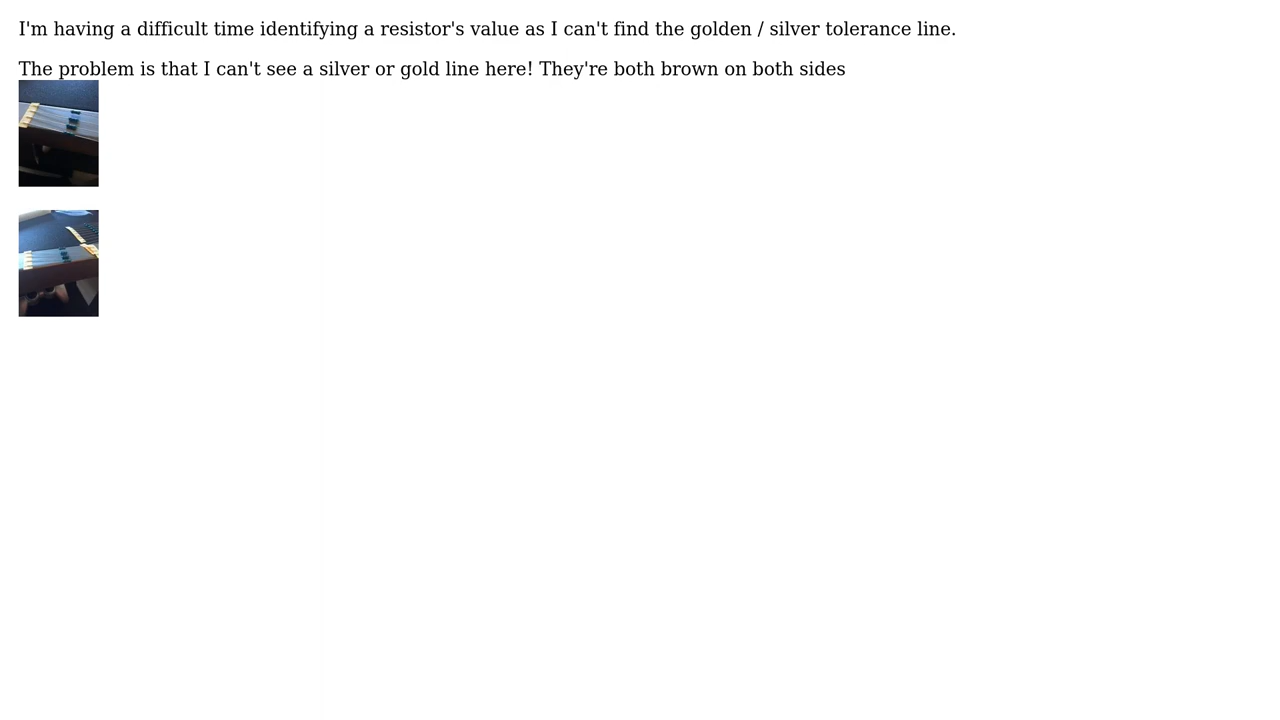 I'm having a difficult time identifying a resistor's value as I can't find the golden / silver tolerance line.
The problem is that I can't see a silver or gold line here! They're both brown on both sides